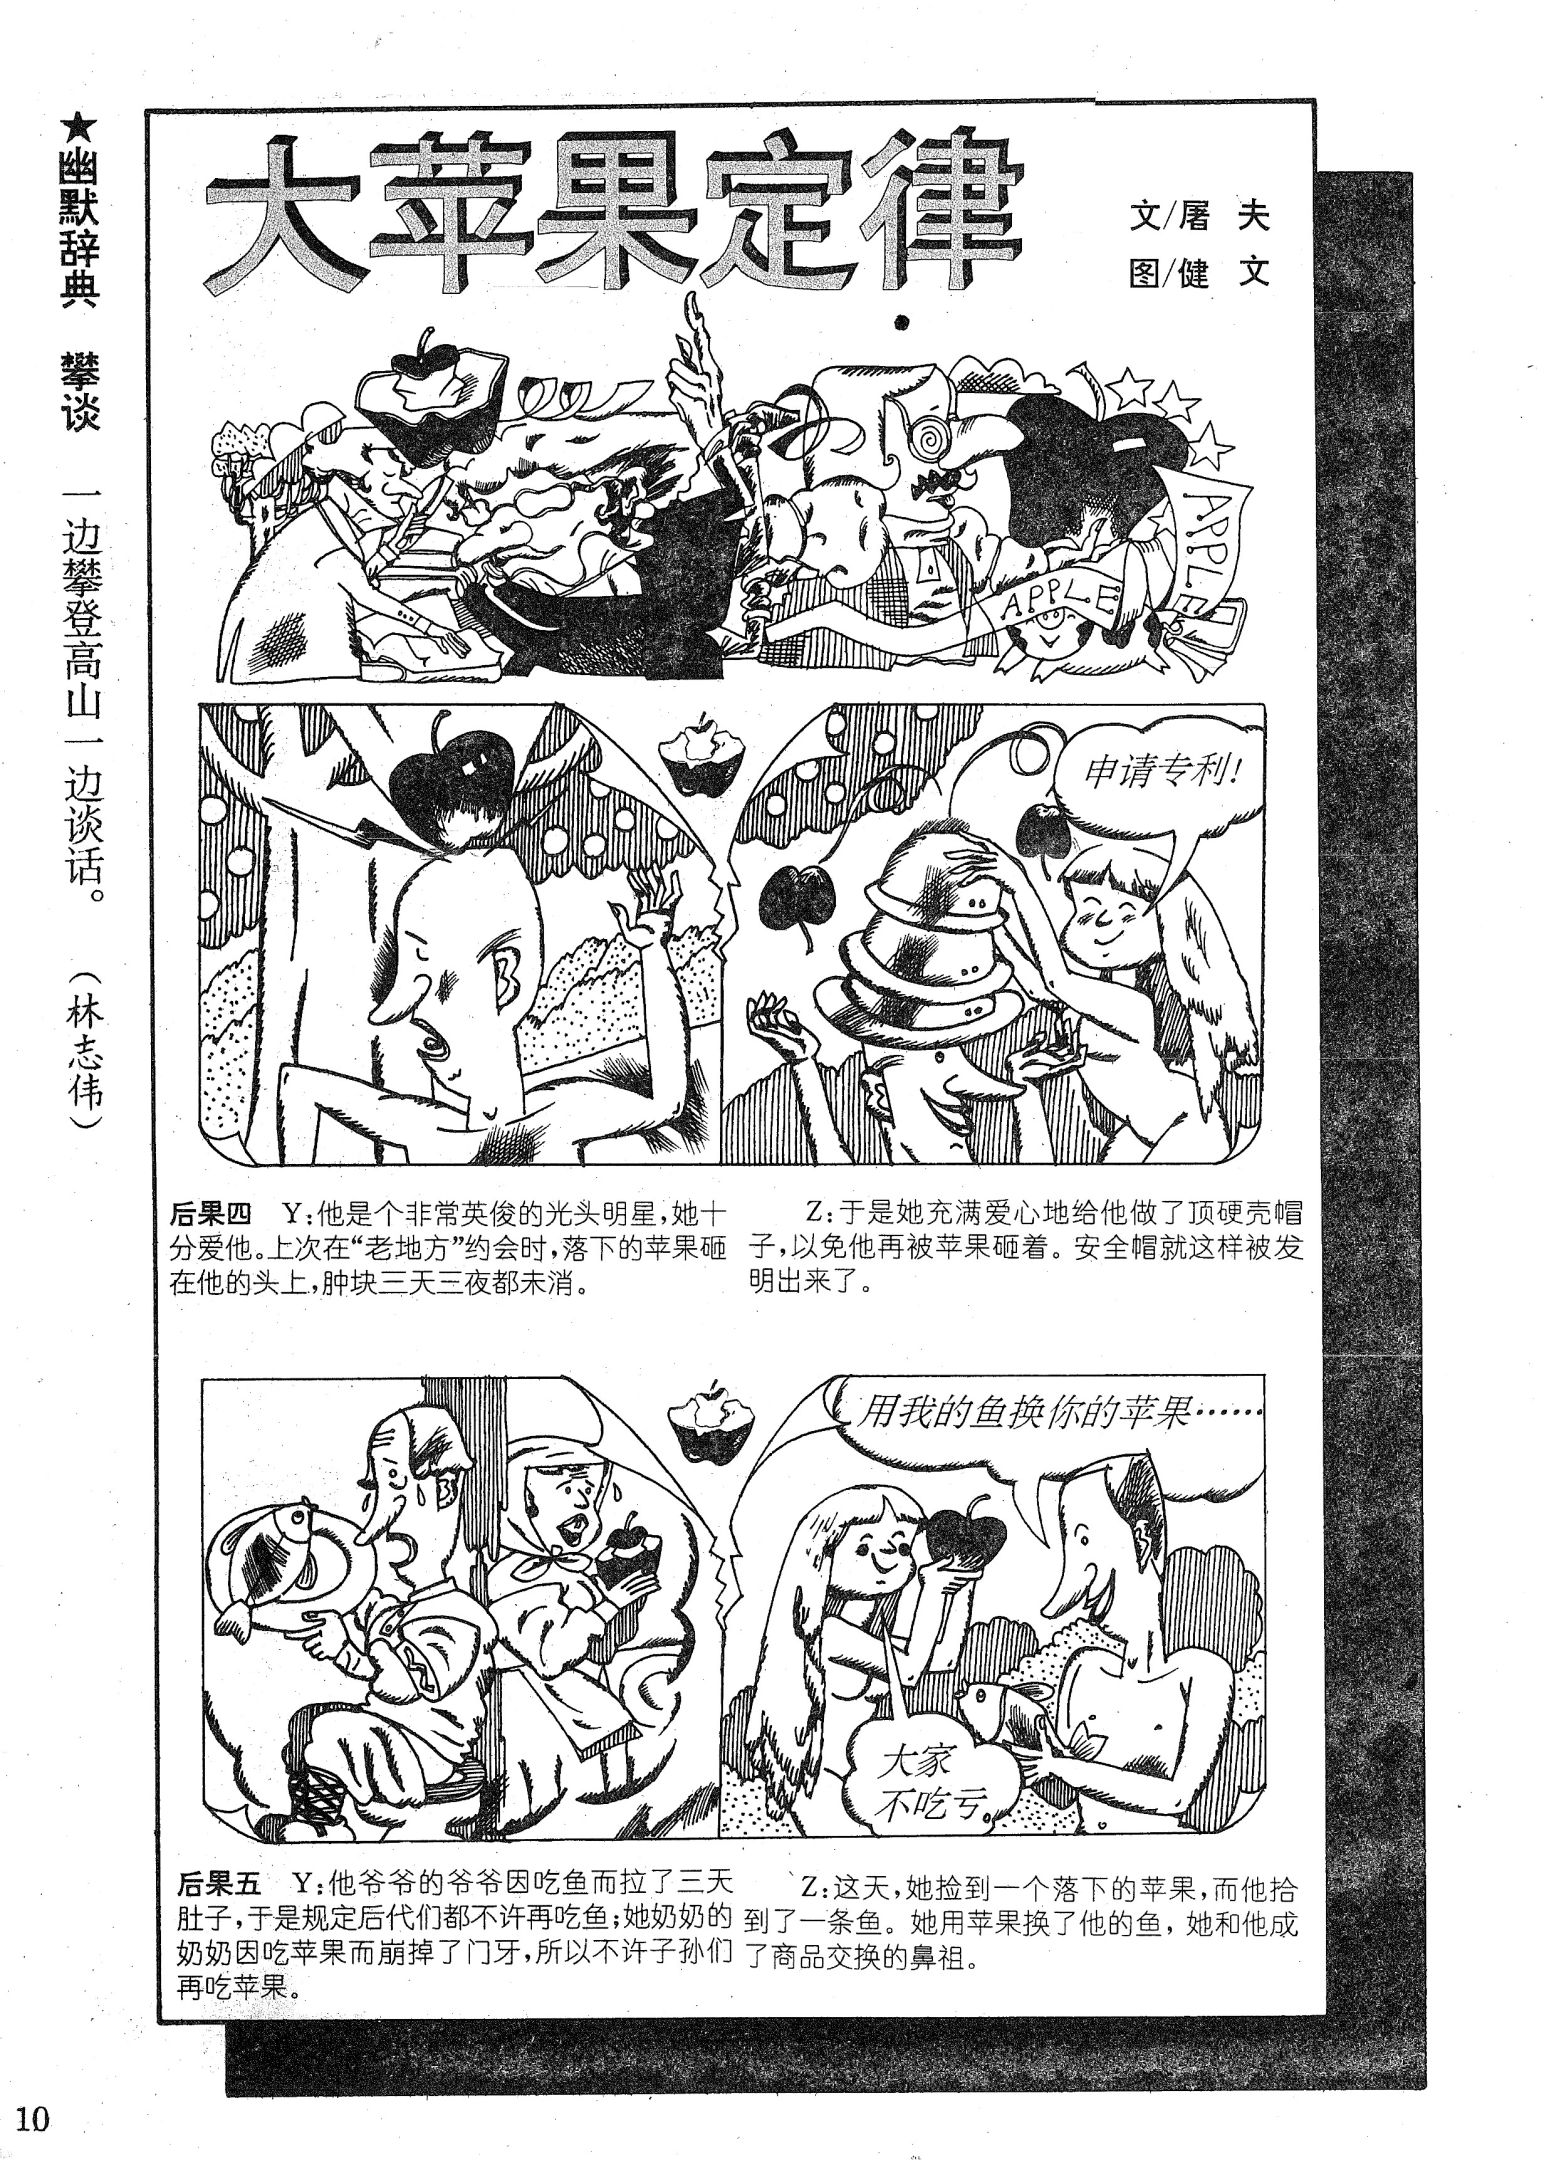 ★幽默辞典 攀谈 一边攀登高山一边谈话。 （林志伟）
大苹果定律
文/屠 夫
图/健 文
APPLE
APPLE
申请专利！
后果四 Y：他是个非常英俊的光头明星，她十
分爱他。上次在“老地方”约会时，落下的苹果砸
在他的头上，肿块三天三夜都未消。
Z：于是她充满爱心地给他做了顶硬壳帽
子，以免他再被苹果砸着。安全帽就这样被发
明出来了。
用我的鱼换你的苹果……
大家
不吃亏。
后果五 Y：他爷爷的爷爷因吃鱼而拉了三天
肚子，于是规定后代们都不许再吃鱼；她奶奶的
奶奶因吃苹果而崩掉了门牙，所以不许子孙们
再吃苹果。
Z：这天，她捡到一个落下的苹果，而他拾
到了一条鱼。她用苹果换了他的鱼，她和他成
了商品交换的鼻祖。
10